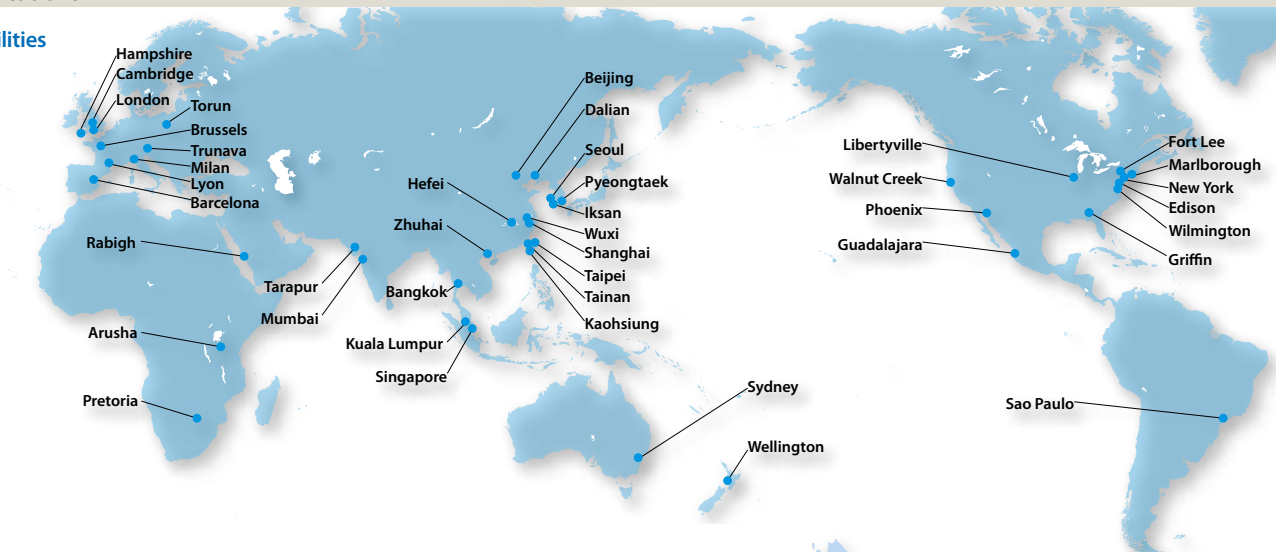 Hampshire
Cambridge
London
Torun
Brussels
Trunava
Milan
Lyon
Barcelona
Rabigh
Arusha
Pretoria
Tarapur
Mumbai
Hefei
Zhuhai
Bangkok
Kuala Lumpur
Singapore
Beijing
Dalian
Seoul
Pyeongtaek
Iksan
Wuxi
Shanghai
Taipei
Tainan
Kaohsiung
Sydney
Wellington
Libertyville
Walnut Creek
Phoenix
Guadalajara
Fort Lee
Marlborough
New York
Edison
Wilmington
Griffin
Sao Paulo